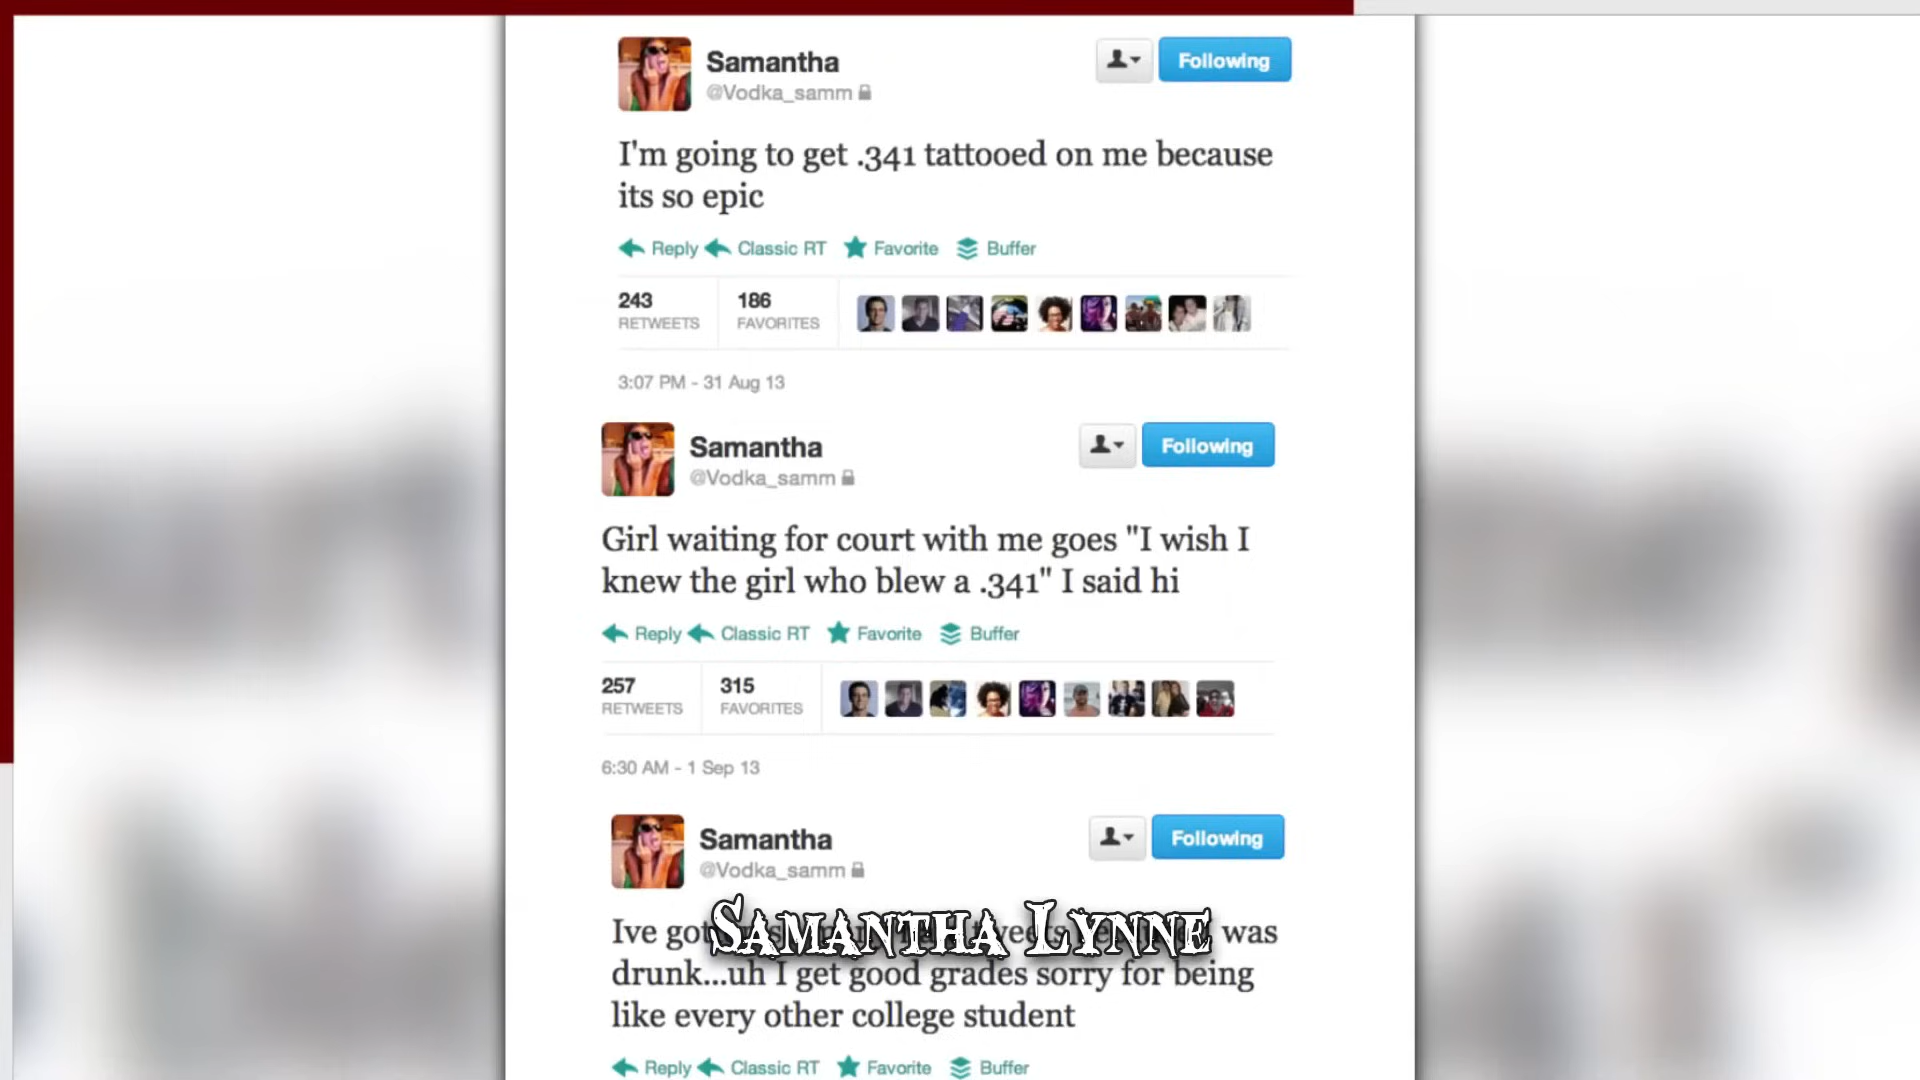 Samantha
@Vodka_samm
Following
I'm going to get .341 tattooed on me because
its so epic
Reply Classic RT Favorite Buffer
243 186
RETWEETS FAVORITES
3:07 PM - 31 Aug 13
Samantha
@Vodka_samm
Following
Girl waiting for court with me goes "I wish I
knew the girl who blew a .341" I said hi
Reply Classic RT Favorite Buffer
257 315
RETWEETS FAVORITES
6:30 AM - 1 Sep 13
Samantha
@Vodka_samm
Following
Ive was
Samantha Lynne
drunk...uh I get good grades sorry for being
like every other college student
Reply Classic RT Favorite Buffer